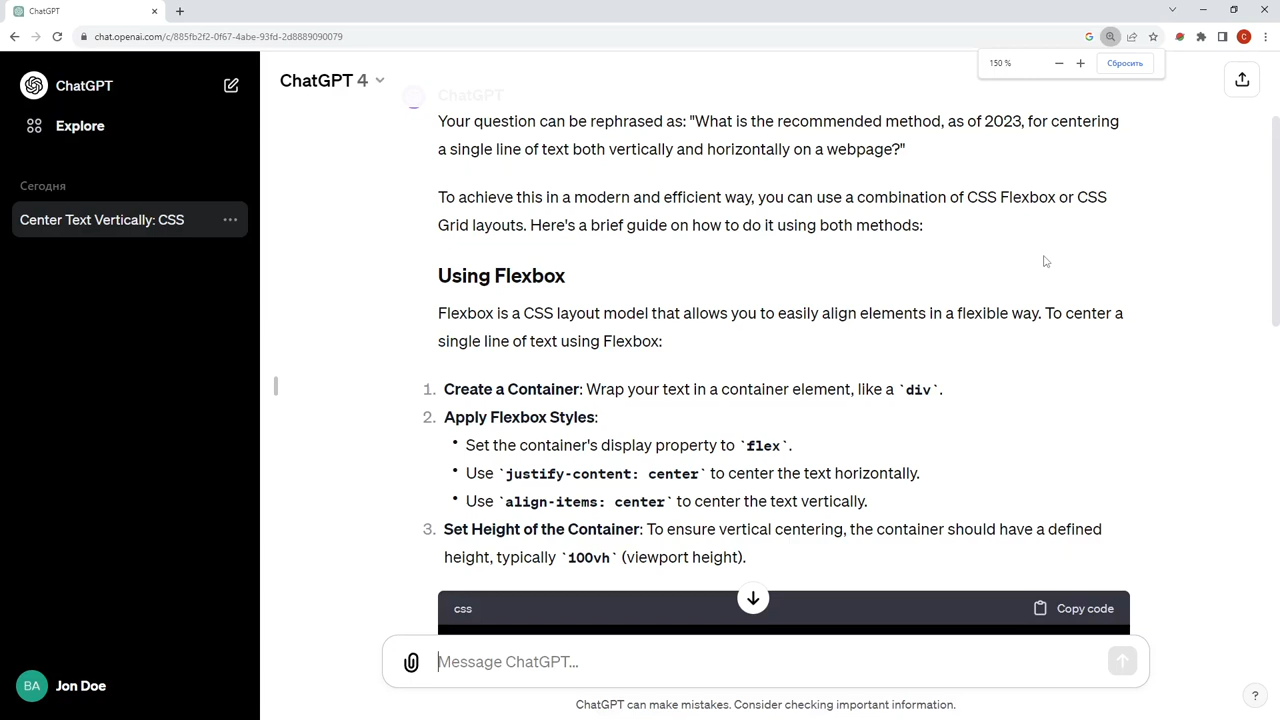 ChatGPT
chat.openai.com/c/885fb2f2-0f67-4abe-93fd-2d8889090079
150 %
Сбросить
ChatGPT
Explore
Сегодня
Center Text Vertically: CSS
BA
Jon Doe
ChatGPT 4
ChatGPT
Your question can be rephrased as: "What is the recommended method, as of 2023, for centering
a single line of text both vertically and horizontally on a webpage?"
To achieve this in a modern and efficient way, you can use a combination of CSS Flexbox or CSS
Grid layouts. Here's a brief guide on how to do it using both methods:
Using Flexbox
Flexbox is a CSS layout model that allows you to easily align elements in a flexible way. To center a
single line of text using Flexbox:
1. Create a Container: Wrap your text in a container element, like a `div`.
2. Apply Flexbox Styles:
• Set the container's display property to `flex`.
• Use `justify-content: center` to center the text horizontally.
• Use `align-items: center` to center the text vertically.
3. Set Height of the Container: To ensure vertical centering, the container should have a defined
height, typically `100vh` (viewport height).
css
Copy code
Message ChatGPT...
ChatGPT can make mistakes. Consider checking important information.
?